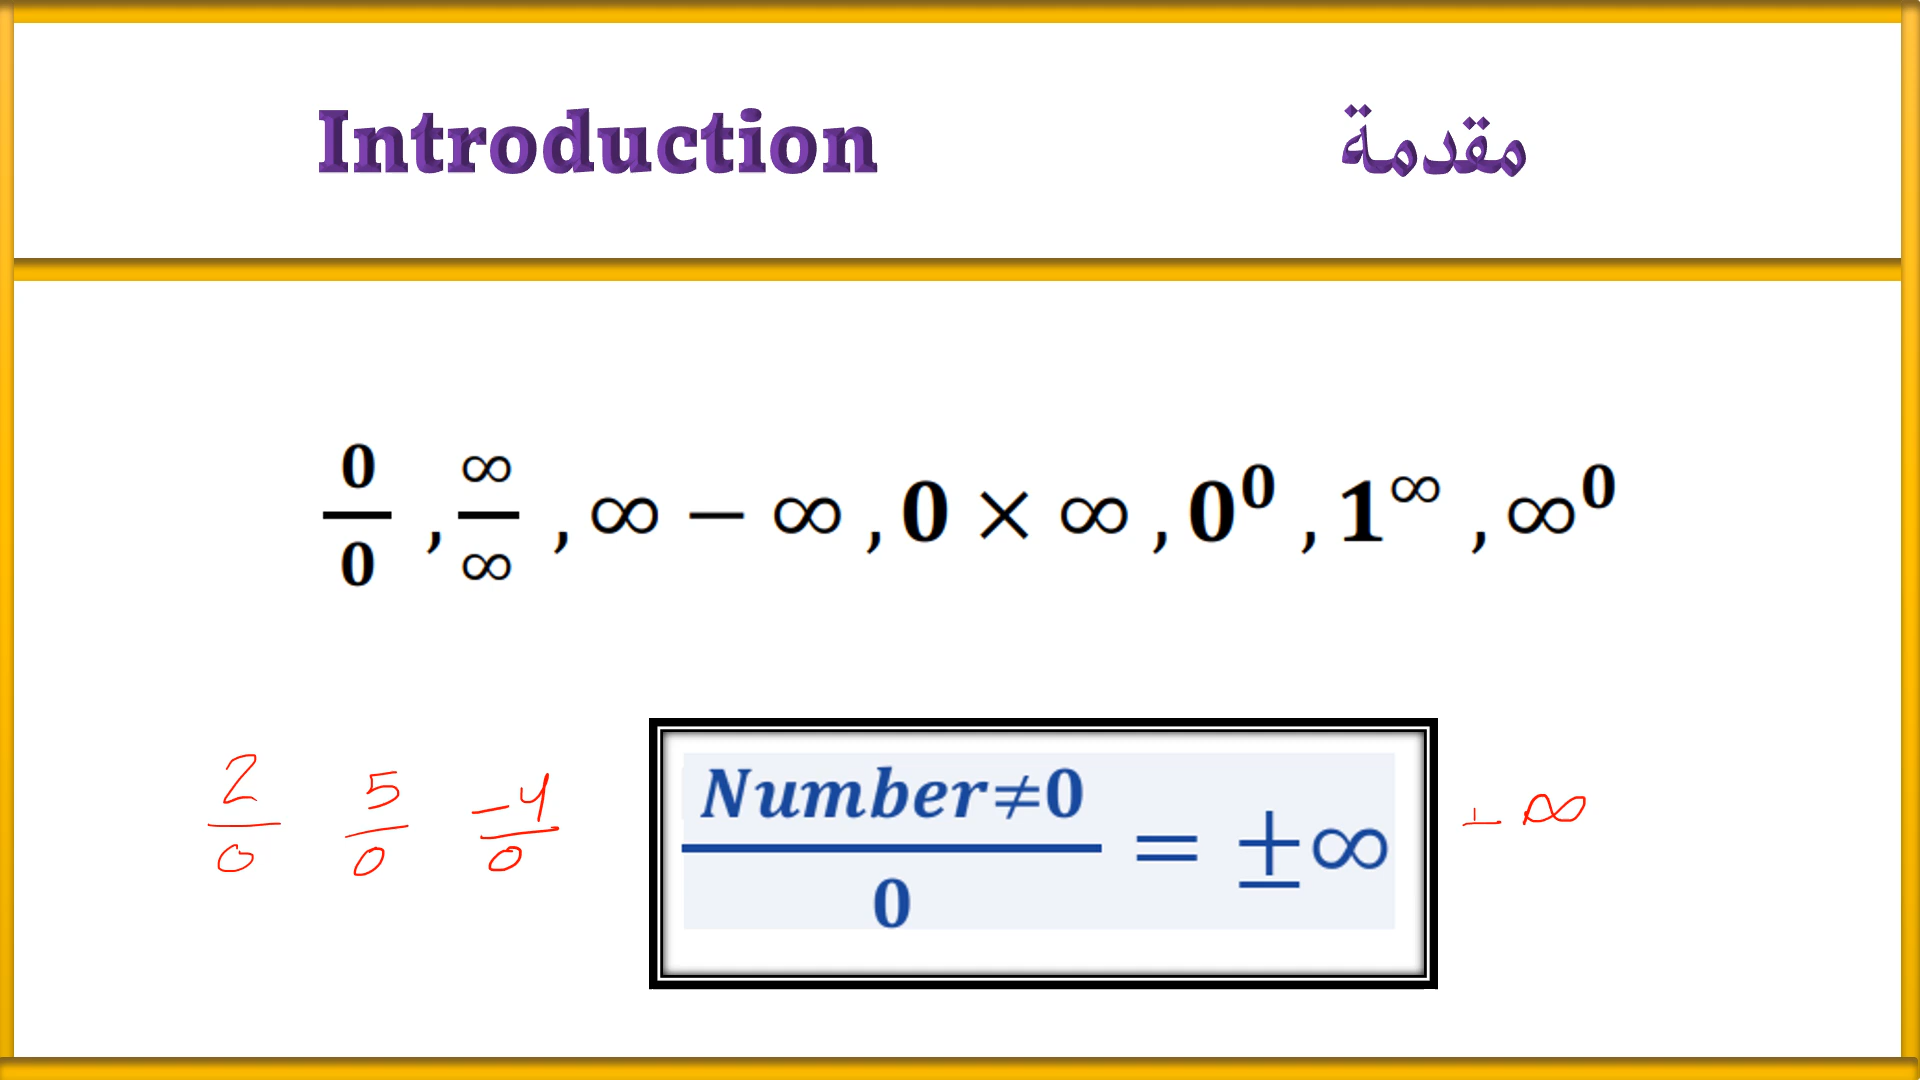 Introduction مقدمة
0/0 , ∞/∞ , ∞ − ∞ , 0 × ∞ , 0⁰ , 1^∞ , ∞⁰
2/0 5/0 −4/0 Number≠0/0 = ±∞ ± ∞